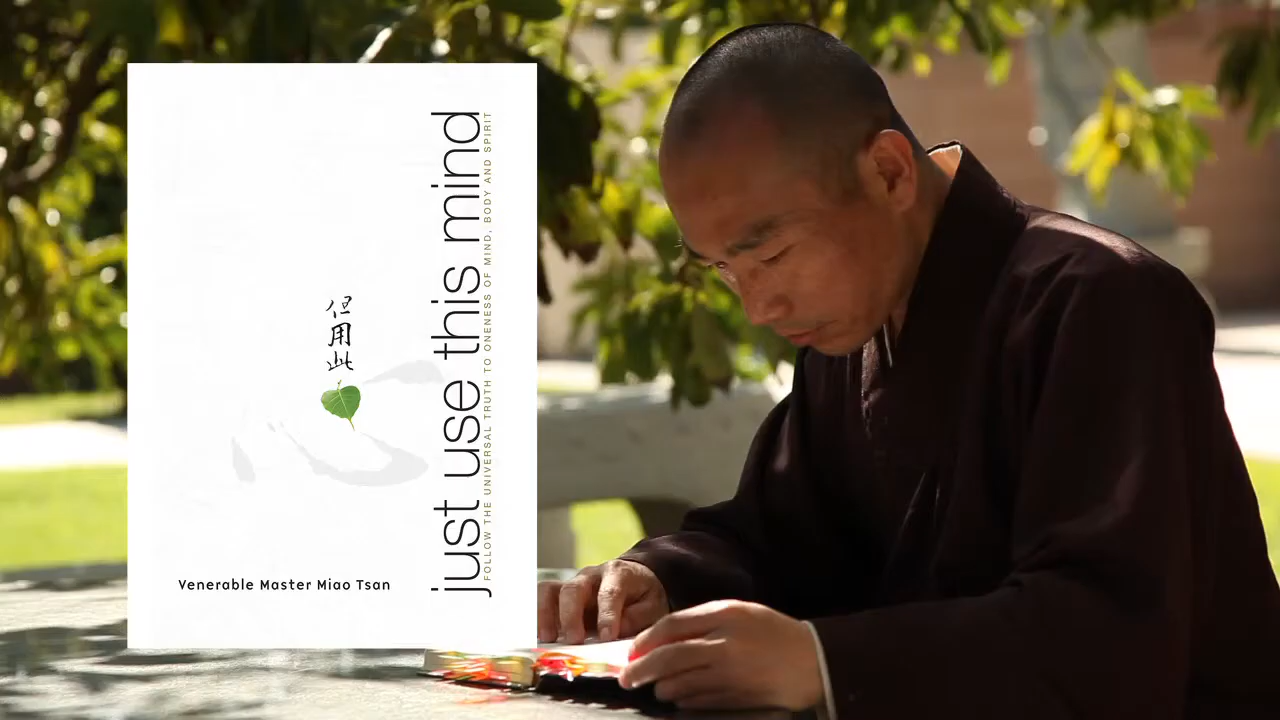 just use this mind
FOLLOW THE UNIVERSAL TRUTH TO ONENESS OF MIND, BODY AND SPIRIT
但用此
心
Venerable Master Miao Tsan